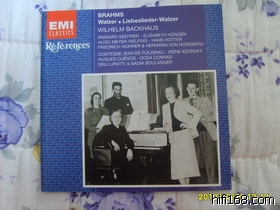 EMI
CLASSICS
Références
BRAHMS
Walzer • Liebeslieder-Walzer
WILHELM BACKHAUS
IRMGARD SEEFRIED - ELISABETH HÖNGEN
HUGO MEYER-WELFING - HANS HOTTER
FRIEDRICH WÜHRER & HERMANN VON NORDBERG
COMTESSE JEAN DE POLIGNAC - IRENE KEDROFF
HUGUES CUÉNOD - DODA CONRAD
DINU LIPATTI & NADIA BOULANGER
hifi168.com